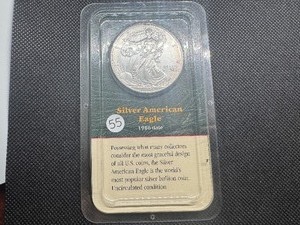 Silver American
Eagle
1986-date
55
Possessing what many collectors
consider the most graceful design
of all U.S. coins, the Silver
American Eagle is the world's
most popular silver bullion coin.
Uncirculated condition.